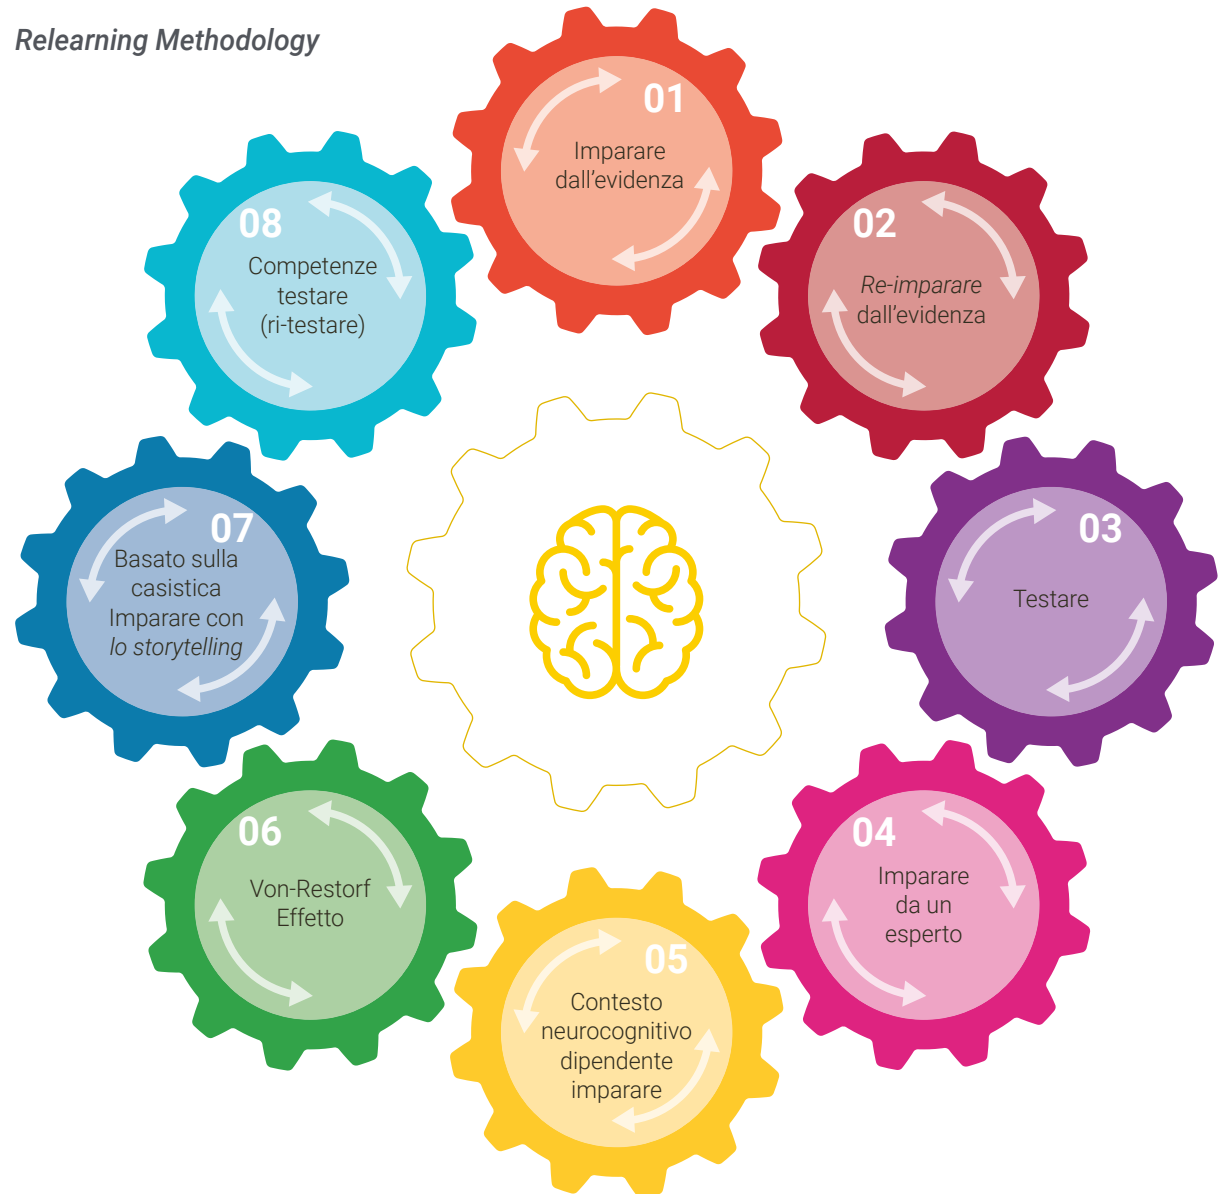 Relearning Methodology
01
Imparare
dall'evidenza
02
Re-imparare
dall'evidenza
03
Testare
04
Imparare
da un
esperto
05
Contesto
neurocognitivo
dipendente
imparare
06
Von-Restorf
Effetto
07
Basato sulla
casistica
Imparare con
lo storytelling
08
Competenze
testare
(ri-testare)